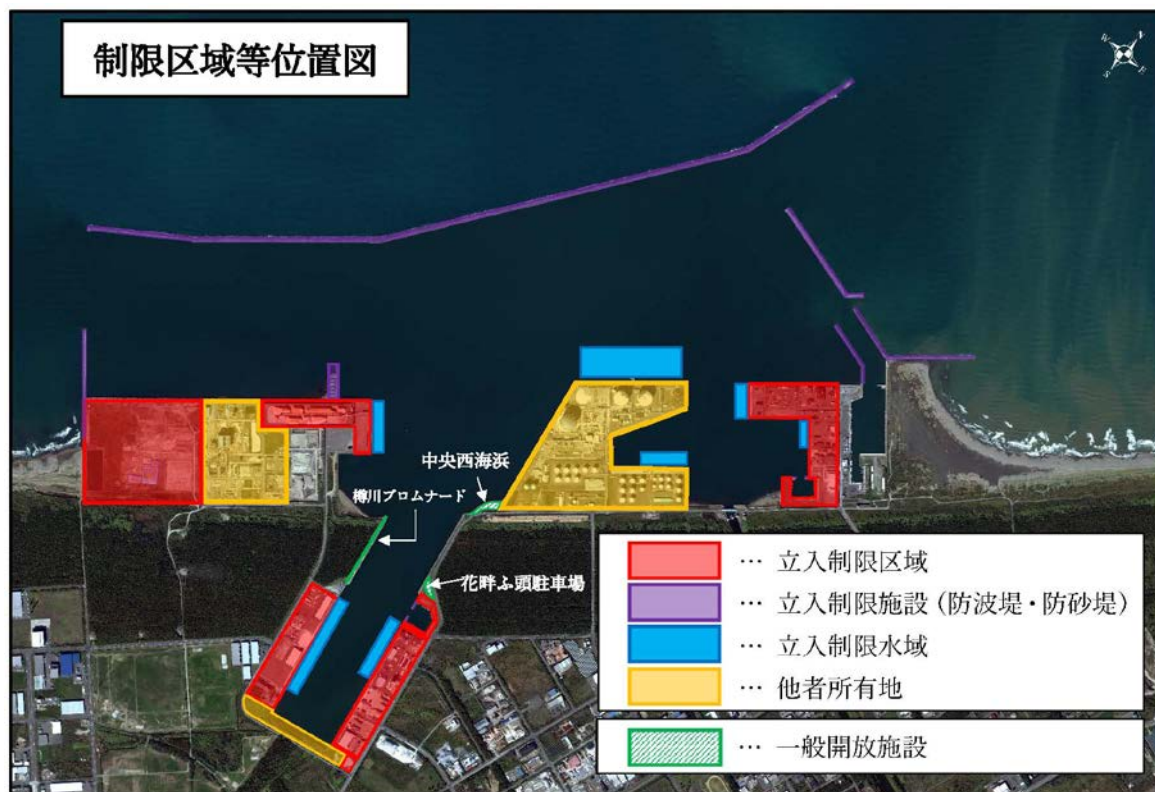 制限区域等位置図
N
W
E
S
中央西海浜
樽川プロムナード
花畔ふ頭駐車場
… 立入制限区域
… 立入制限施設（防波堤・防砂堤）
… 立入制限水域
… 他者所有地
… 一般開放施設